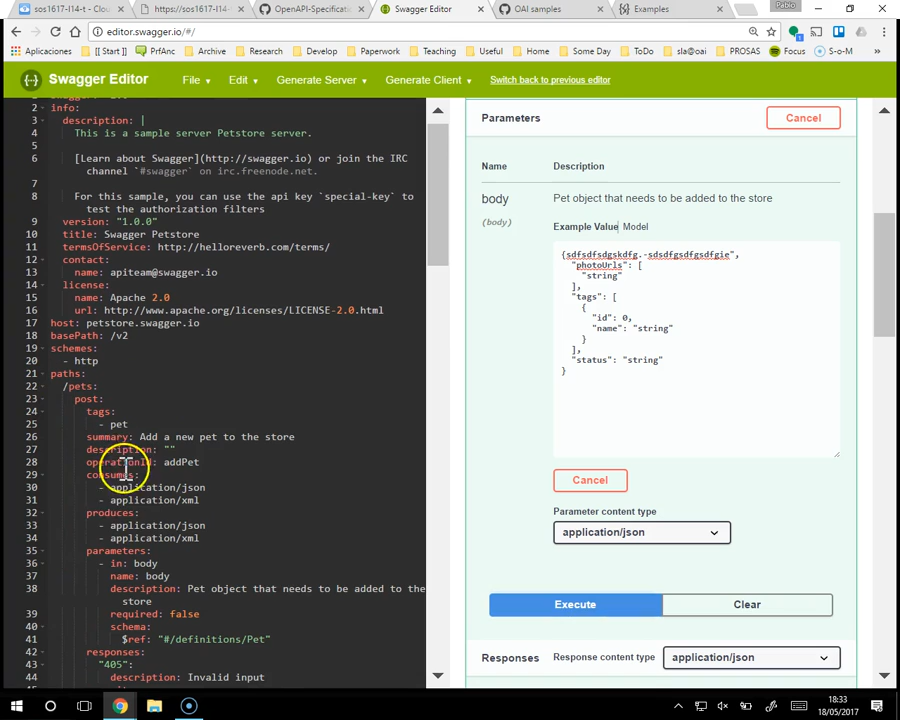 Pablo
sos1617-l14-t - Clou
https://sos1617-l14-t
OpenAPI-Specificatio
Swagger Editor
OAI samples
Examples
editor.swagger.io/#/
Aplicaciones
[[ Start ]]
PrfAnc
Archive
Research
Develop
Paperwork
Teaching
Useful
Home
Some Day
ToDo
sla@oai
PROSAS
Focus
S-o-M
Swagger Editor
File
Edit
Generate Server
Generate Client
Switch back to previous editor
2 info:
3 description: |
4 This is a sample server Petstore server.
5
6 [Learn about Swagger](http://swagger.io) or join the IRC
channel `#swagger` on irc.freenode.net.
7
8 For this sample, you can use the api key `special-key` to
test the authorization filters
9 version: "1.0.0"
10 title: Swagger Petstore
11 termsOfService: http://helloreverb.com/terms/
12 contact:
13 name: apiteam@swagger.io
14 license:
15 name: Apache 2.0
16 url: http://www.apache.org/licenses/LICENSE-2.0.html
17 host: petstore.swagger.io
18 basePath: /v2
19 schemes:
20 - http
21 paths:
22 /pets:
23 post:
24 tags:
25 - pet
26 summary: Add a new pet to the store
27 description: ""
28 operationId: addPet
29 consumes:
30 - application/json
31 - application/xml
32 produces:
33 - application/json
34 - application/xml
35 parameters:
36 - in: body
37 name: body
38 description: Pet object that needs to be added to the
store
39 required: false
40 schema:
41 $ref: "#/definitions/Pet"
42 responses:
43 "405":
44 description: Invalid input
Parameters
Cancel
Name Description
body Pet object that needs to be added to the store
(body)
Example Value Model
{sdfsdfsdgskdfg.-sdsdfgsdfgsdfgie",
"photoUrls": [
"string"
],
"tags": [
{
"id": 0,
"name": "string"
}
],
"status": "string"
}
Cancel
Parameter content type
application/json
Execute
Clear
Responses
Response content type
application/json
18:33
18/05/2017